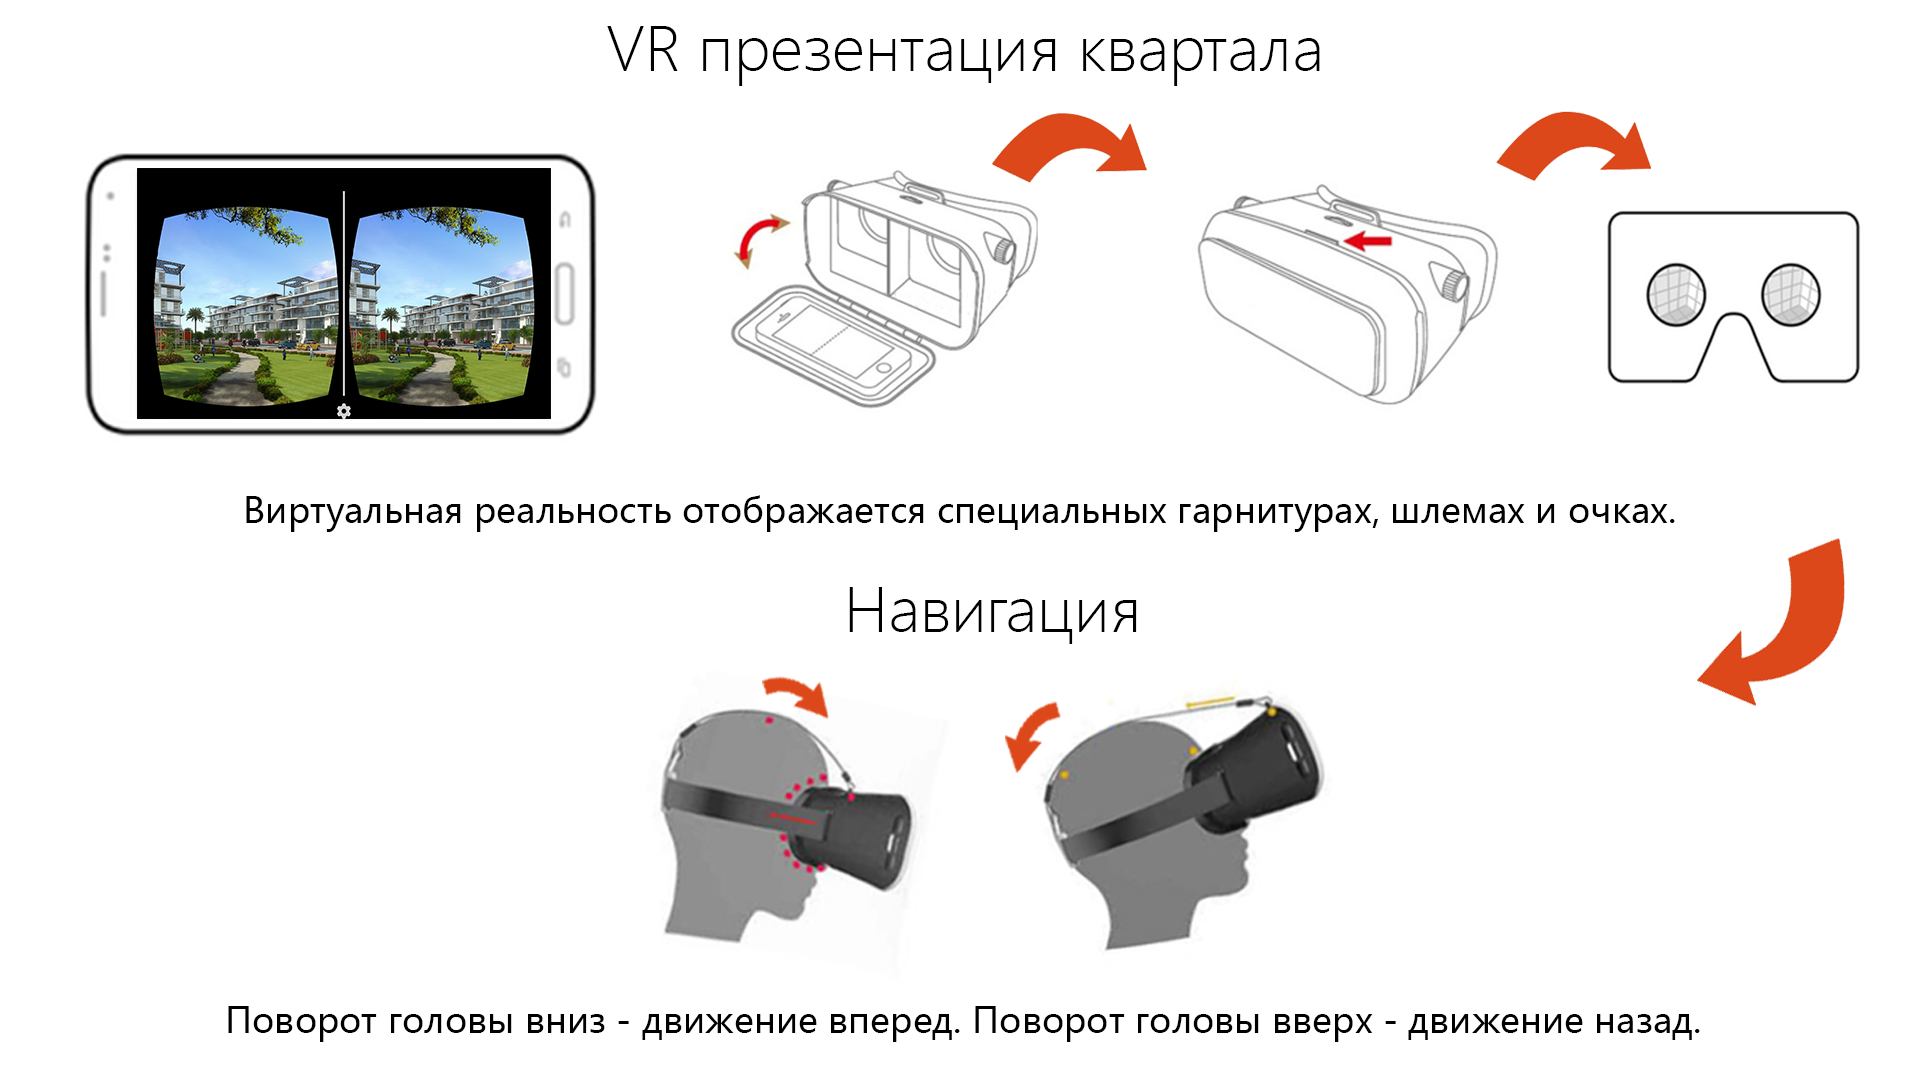 VR презентация квартала
Виртуальная реальность отображается специальных гарнитурах, шлемах и очках.
Навигация
Поворот головы вниз - движение вперед. Поворот головы вверх - движение назад.